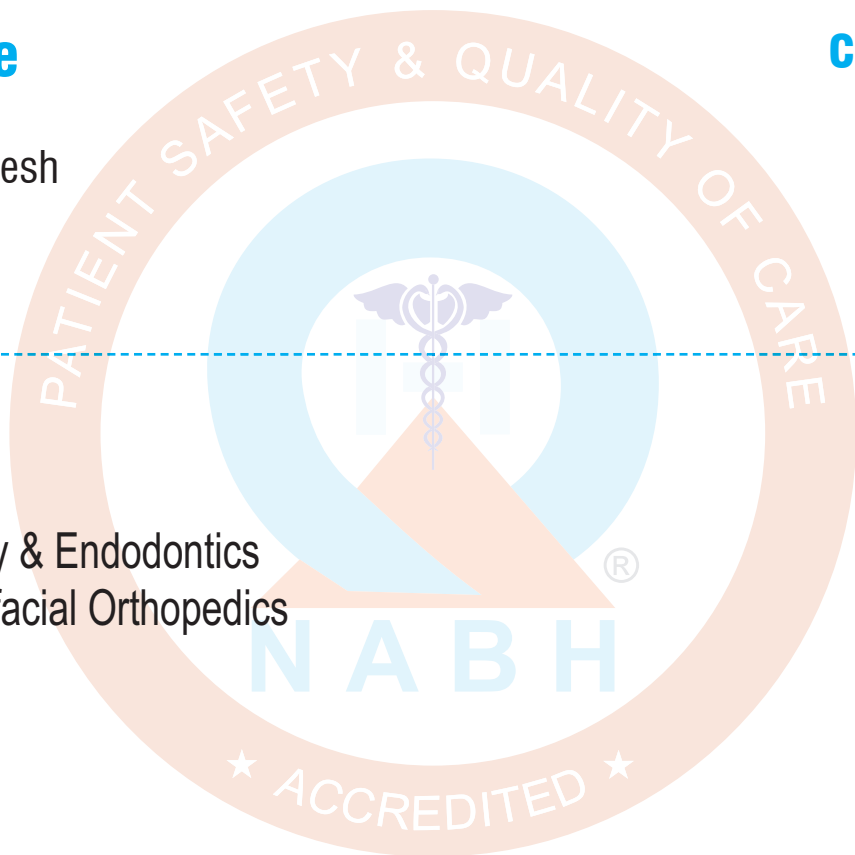 e
c
PATIENT SAFETY & QUALITY OF CARE
esh
y & Endodontics
facial Orthopedics
®
NABH
★ ACCREDITED ★